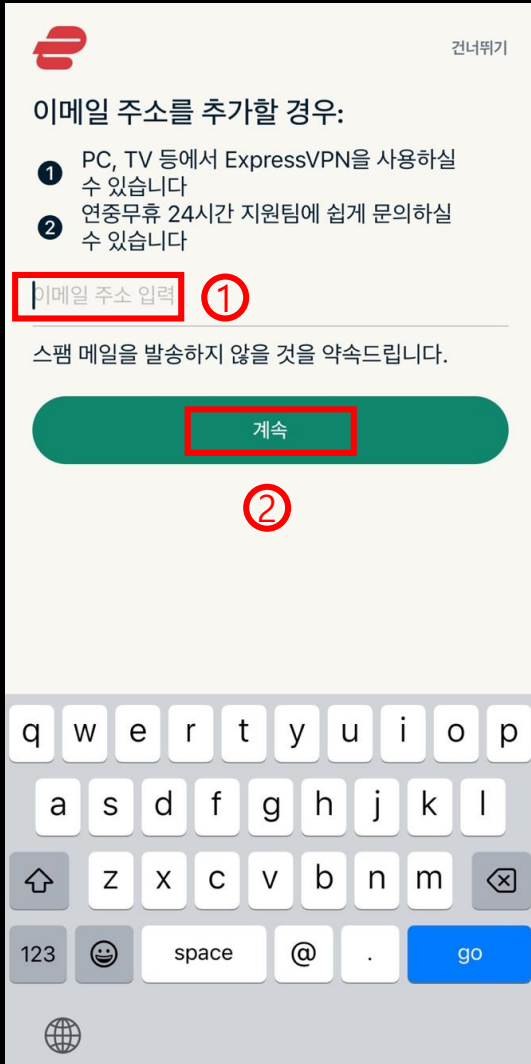 건너뛰기
이메일 주소를 추가할 경우:
1 PC, TV 등에서 ExpressVPN을 사용하실
수 있습니다
2 연중무휴 24시간 지원팀에 쉽게 문의하실
수 있습니다
이메일 주소 입력 ①
스팸 메일을 발송하지 않을 것을 약속드립니다.
계속
②
q w e r t y u i o p
a s d f g h j k l
z x c v b n m
123 space @ . go